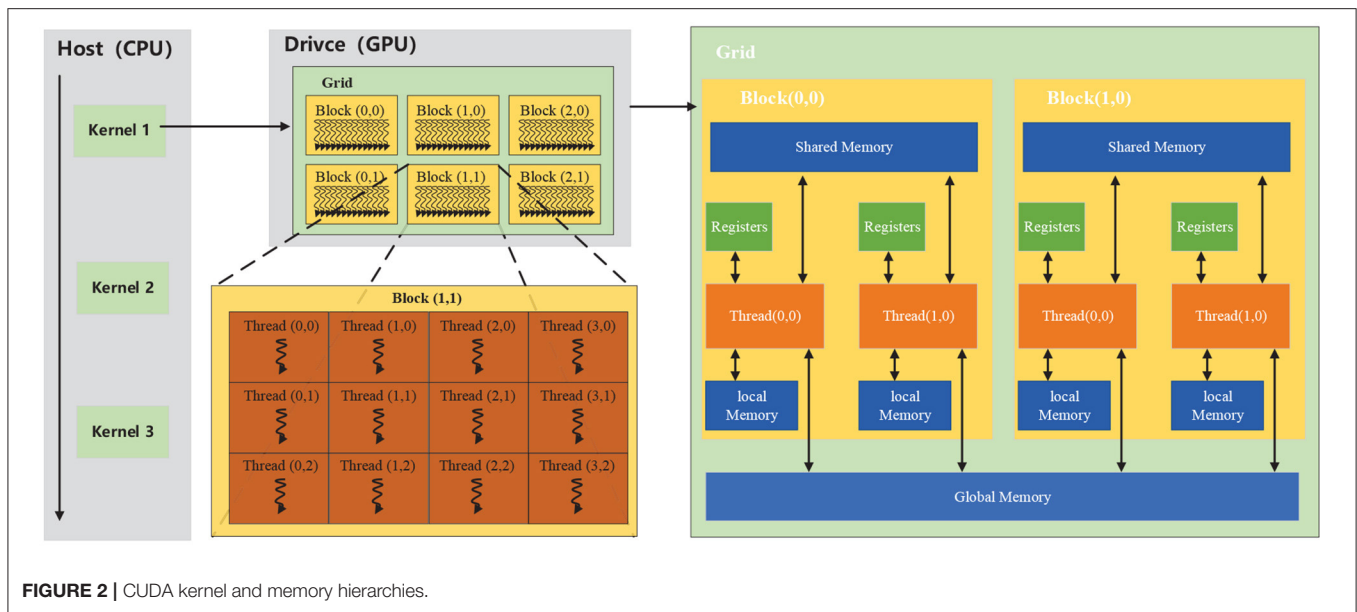 Host (CPU)
Kernel 1
Kernel 2
Kernel 3
Drivce (GPU)
Grid
Block (0,0)
Block (1,0)
Block (2,0)
Block (0,1)
Block (1,1)
Block (2,1)
Block (1,1)
Thread (0,0)
Thread (1,0)
Thread (2,0)
Thread (3,0)
Thread (0,1)
Thread (1,1)
Thread (2,1)
Thread (3,1)
Thread (0,2)
Thread (1,2)
Thread (2,2)
Thread (3,2)
Grid
Block(0,0)
Shared Memory
Registers
Registers
Thread(0,0)
Thread(1,0)
local
Memory
local
Memory
Block(1,0)
Shared Memory
Registers
Registers
Thread(0,0)
Thread(1,0)
local
Memory
local
Memory
Global Memory
FIGURE 2 | CUDA kernel and memory hierarchies.